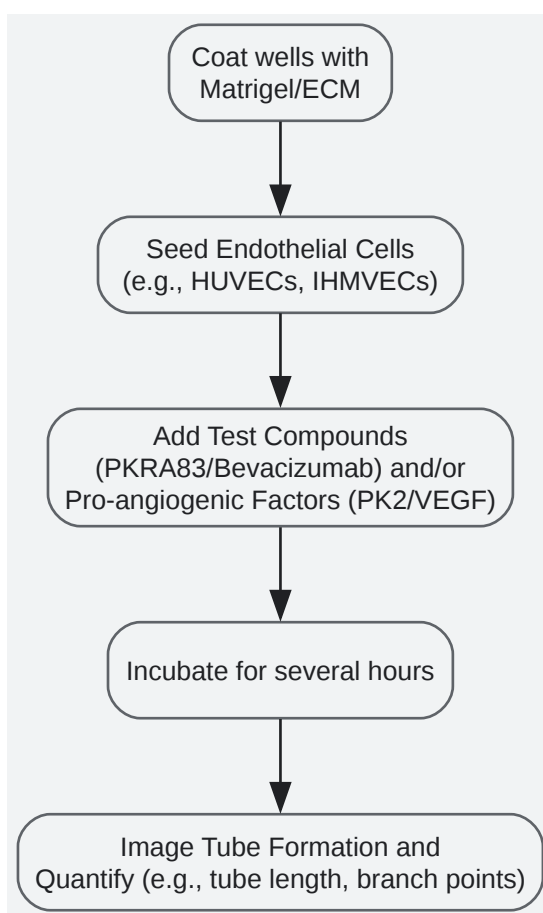 Coat wells with
Matrigel/ECM
Seed Endothelial Cells
(e.g., HUVECs, IHMVECs)
Add Test Compounds
(PKRA83/Bevacizumab) and/or
Pro-angiogenic Factors (PK2/VEGF)
Incubate for several hours
Image Tube Formation and
Quantify (e.g., tube length, branch points)